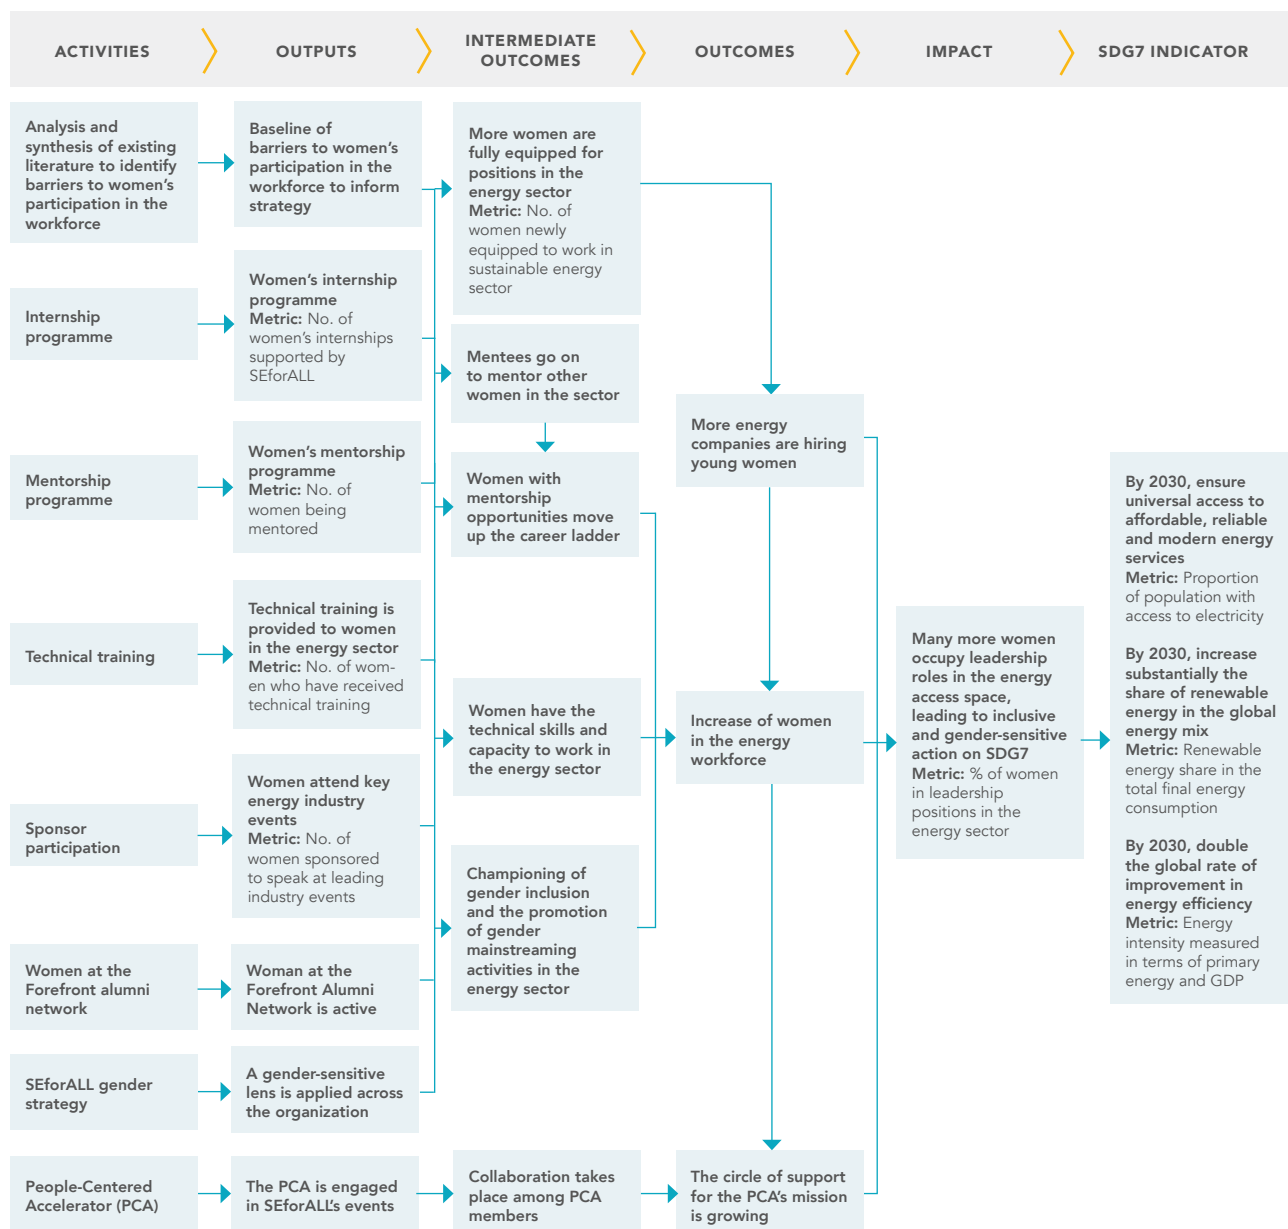 ACTIVITIES
OUTPUTS
INTERMEDIATE
OUTCOMES
OUTCOMES
IMPACT
SDG7 INDICATOR
Analysis and
synthesis of existing
literature to identify
barriers to women’s
participation in the
workforce
Internship
programme
Mentorship
programme
Technical training
Sponsor
participation
Women at the
Forefront alumni
network
SEforALL gender
strategy
People-Centered
Accelerator (PCA)
Baseline of
barriers to women’s
participation in the
workforce to inform
strategy
Women’s internship
programme
Metric: No. of
women’s internships
supported by
SEforALL
Women’s mentorship
programme
Metric: No. of
women being
mentored
Technical training is
provided to women
in the energy sector
Metric: No. of wom-
en who have received
technical training
Women attend key
energy industry
events
Metric: No. of
women sponsored
to speak at leading
industry events
Woman at the
Forefront Alumni
Network is active
A gender-sensitive
lens is applied across
the organization
The PCA is engaged
in SEforALL’s events
More women are
fully equipped for
positions in the
energy sector
Metric: No. of
women newly
equipped to work in
sustainable energy
sector
Mentees go on
to mentor other
women in the sector
Women with
mentorship
opportunities move
up the career ladder
Women have the
technical skills and
capacity to work in
the energy sector
Championing of
gender inclusion
and the promotion
of gender
mainstreaming
activities in the
energy sector
Collaboration takes
place among PCA
members
More energy
companies are hiring
young women
Increase of women
in the energy
workforce
The circle of support
for the PCA’s mission
is growing
Many more women
occupy leadership
roles in the energy
access space,
leading to inclusive
and gender-sensitive
action on SDG7
Metric: % of women
in leadership
positions in the
energy sector
By 2030, ensure
universal access to
affordable, reliable
and modern energy
services
Metric: Proportion
of population with
access to electricity
By 2030, increase
substantially the
share of renewable
energy in the global
energy mix
Metric: Renewable
energy share in the
total final energy
consumption
By 2030, double
the global rate of
improvement in
energy efficiency
Metric: Energy
intensity measured
in terms of primary
energy and GDP